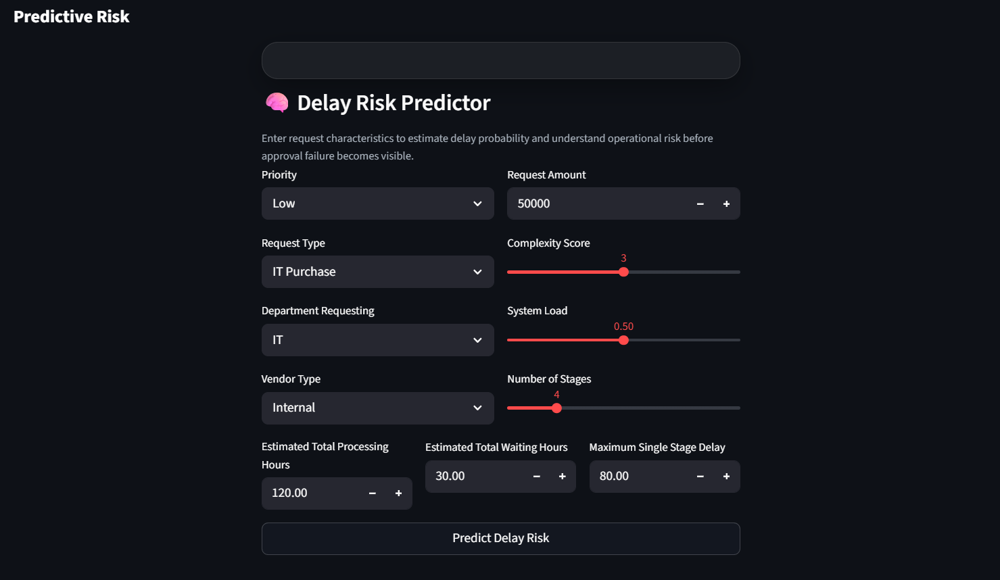 Predictive Risk
🧠 Delay Risk Predictor
Enter request characteristics to estimate delay probability and understand operational risk before
approval failure becomes visible.
Priority
Low
Request Amount
50000
Request Type
IT Purchase
Complexity Score
3
Department Requesting
IT
System Load
0.50
Vendor Type
Internal
Number of Stages
4
Estimated Total Processing
Hours
120.00
Estimated Total Waiting Hours
30.00
Maximum Single Stage Delay
80.00
Predict Delay Risk